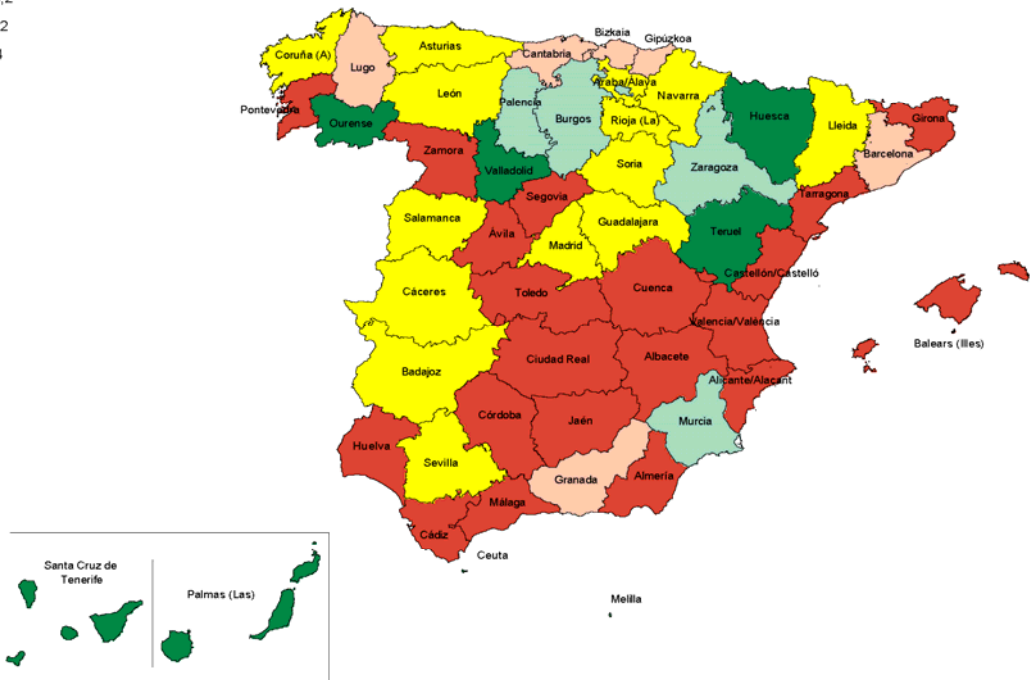 ,2
2
Bizkaia
Gipúzkoa
Coruña (A)
Asturias
Cantabria
Lugo
Araba/Álava
León
Navarra
Palencia
Pontevedra
Ourense
Burgos
Rioja (La)
Huesca
Lleida
Girona
Zamora
Barcelona
Valladolid
Soria
Zaragoza
Segovia
Tarragona
Salamanca
Guadalajara
Ávila
Madrid
Teruel
Castellón/Castelló
Cáceres
Toledo
Cuenca
Valencia/València
Balears (Illes)
Ciudad Real
Albacete
Badajoz
Alicante/Alacant
Córdoba
Jaén
Murcia
Huelva
Sevilla
Granada
Almería
Málaga
Cádiz
Ceuta
Santa Cruz de
Tenerife
Palmas (Las)
Melilla